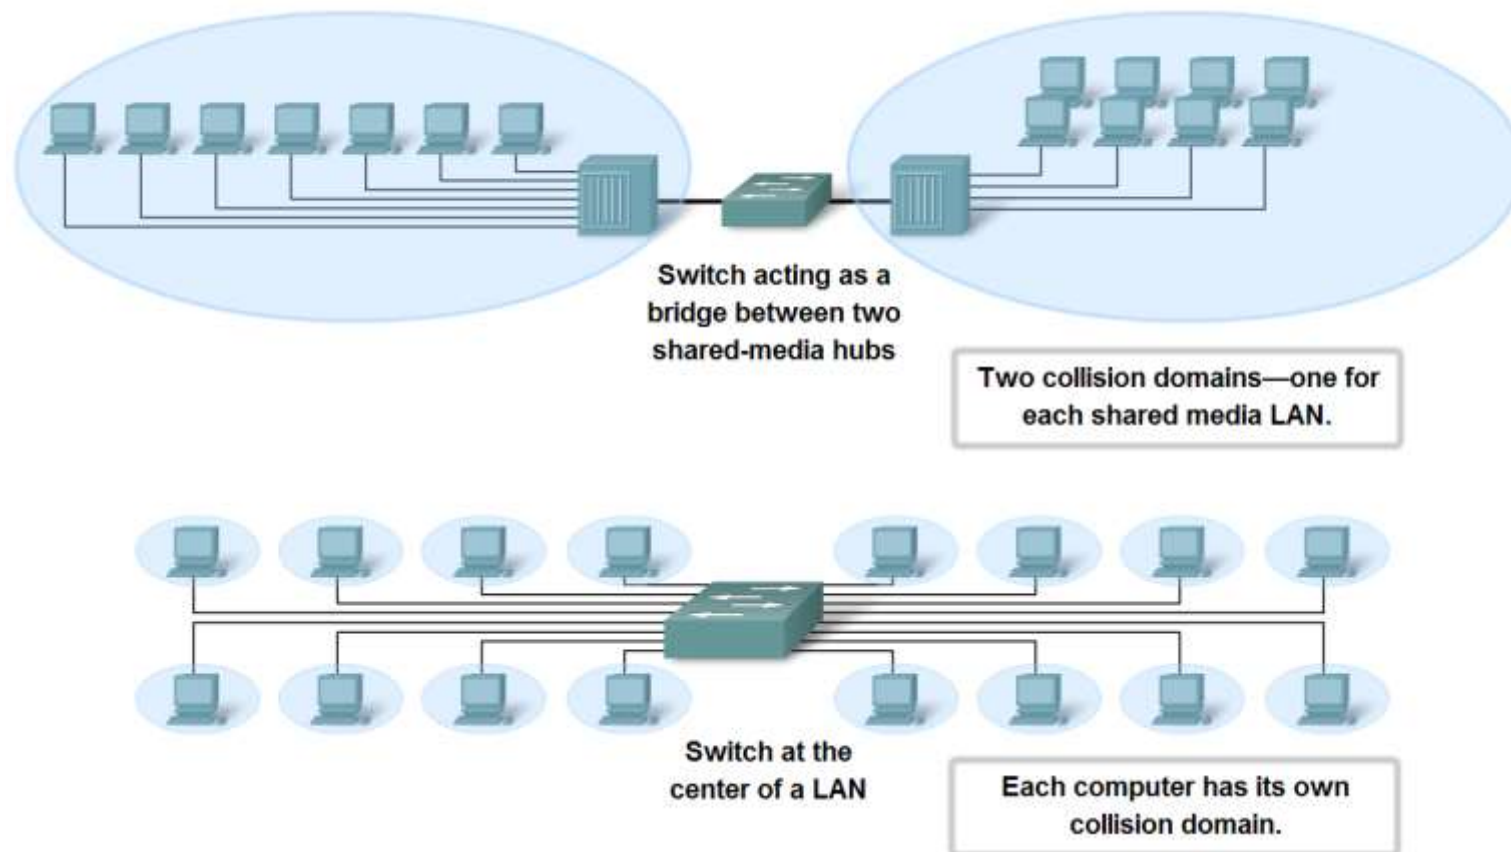 Switch acting as a
bridge between two
shared-media hubs
Two collision domains—one for
each shared media LAN.
Switch at the
center of a LAN
Each computer has its own
collision domain.